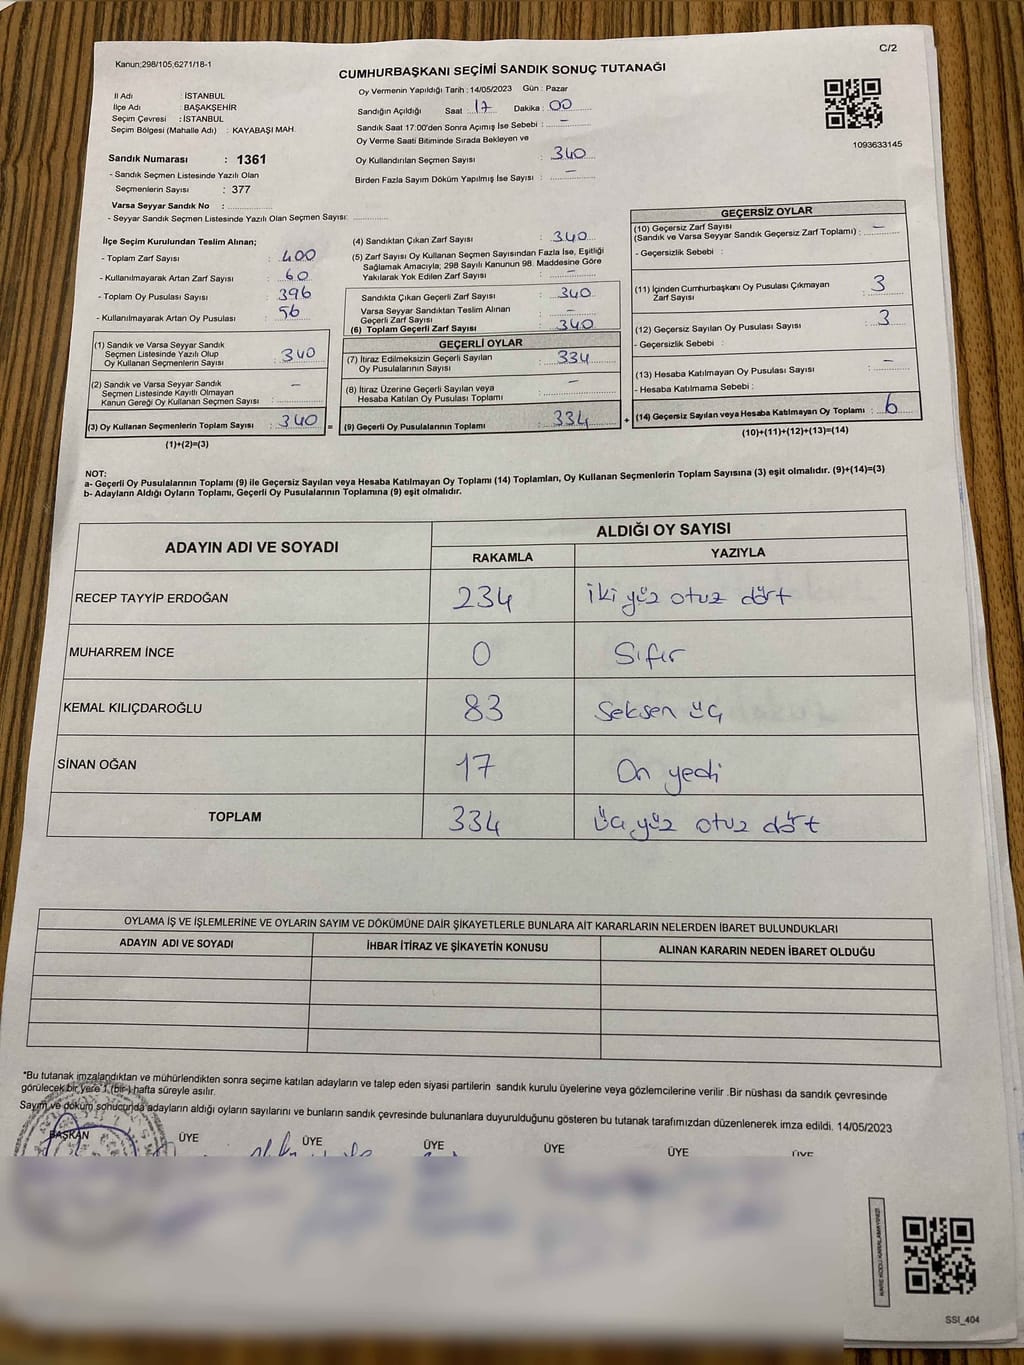 C/2
Kanun;298/105,6271/18-1
CUMHURBAŞKANI SEÇİMİ SANDIK SONUÇ TUTANAĞI
İl Adı : İSTANBUL
İlçe Adı : BAŞAKŞEHİR
Seçim Çevresi : İSTANBUL
Seçim Bölgesi (Mahalle Adı) : KAYABAŞI MAH.
Sandık Numarası : 1361
- Sandık Seçmen Listesinde Yazılı Olan
Seçmenlerin Sayısı : 377
Varsa Seyyar Sandık No :
- Seyyar Sandık Seçmen Listesinde Yazılı Olan Seçmen Sayısı:
Oy Vermenin Yapıldığı Tarih : 14/05/2023 Gün : Pazar
Sandığın Açıldığı Saat : 17 Dakika : 00
Sandık Saat 17:00'den Sonra Açımış İse Sebebi : —
Oy Verme Saati Bitiminde Sırada Bekleyen ve
Oy Kullandırılan Seçmen Sayısı : 340
Birden Fazla Sayım Döküm Yapılmış İse Sayısı : —
1093633145
İlçe Seçim Kurulundan Teslim Alınan;
- Toplam Zarf Sayısı : 400
- Kullanılmayarak Artan Zarf Sayısı : 60
- Toplam Oy Pusulası Sayısı : 396
- Kullanılmayarak Artan Oy Pusulası : 56
(1) Sandık ve Varsa Seyyar Sandık
Seçmen Listesinde Yazılı Olup
Oy Kullanan Seçmenlerin Sayısı : 340
(2) Sandık ve Varsa Seyyar Sandık
Seçmen Listesinde Kayıtlı Olmayan
Kanun Gereği Oy Kullanan Seçmen Sayısı : —
(3) Oy Kullanan Seçmenlerin Toplam Sayısı : 340 =
(1)+(2)=(3)
(4) Sandıktan Çıkan Zarf Sayısı : 340
(5) Zarf Sayısı Oy Kullanan Seçmen Sayısından Fazla İse, Eşitliği
Sağlamak Amacıyla, 298 Sayılı Kanunun 98. Maddesine Göre
Yakılarak Yok Edilen Zarf Sayısı : —
Sandıkta Çıkan Geçerli Zarf Sayısı : 340
Varsa Seyyar Sandıktan Teslim Alınan
Geçerli Zarf Sayısı : —
(6) Toplam Geçerli Zarf Sayısı : 340
GEÇERLİ OYLAR
(7) İtiraz Edilmeksizin Geçerli Sayılan
Oy Pusulalarının Sayısı : 334
(8) İtiraz Üzerine Geçerli Sayılan veya
Hesaba Katılan Oy Pusulası Toplamı : —
(9) Geçerli Oy Pusulalarının Toplamı : 334 +
GEÇERSİZ OYLAR
(10) Geçersiz Zarf Sayısı
(Sandık ve Varsa Seyyar Sandık Geçersiz Zarf Toplamı) : —
- Geçersizlik Sebebi :
(11) İçinden Cumhurbaşkanı Oy Pusulası Çıkmayan
Zarf Sayısı : 3
(12) Geçersiz Sayılan Oy Pusulası Sayısı : 3
- Geçersizlik Sebebi :
(13) Hesaba Katılmayan Oy Pusulası Sayısı : —
- Hesaba Katılmama Sebebi :
(14) Geçersiz Sayılan veya Hesaba Katılmayan Oy Toplamı : 6
(10)+(11)+(12)+(13)=(14)
NOT:
a- Geçerli Oy Pusulalarının Toplamı (9) ile Geçersiz Sayılan veya Hesaba Katılmayan Oy Toplamı (14) Toplamları, Oy Kullanan Seçmenlerin Toplam Sayısına (3) eşit olmalıdır. (9)+(14)=(3)
b- Adayların Aldığı Oyların Toplamı, Geçerli Oy Pusulalarının Toplamına (9) eşit olmalıdır.
ADAYIN ADI VE SOYADI ALDIĞI OY SAYISI
RAKAMLA YAZIYLA
RECEP TAYYİP ERDOĞAN 234 iki yüz otuz dört
MUHARREM İNCE 0 Sıfır
KEMAL KILIÇDAROĞLU 83 Seksen üç
SİNAN OĞAN 17 On yedi
TOPLAM 334 üç yüz otuz dört
OYLAMA İŞ VE İŞLEMLERİNE VE OYLARIN SAYIM VE DÖKÜMÜNE DAİR ŞİKAYETLERLE BUNLARA AİT KARARLARIN NELERDEN İBARET BULUNDUKLARI
ADAYIN ADI VE SOYADI İHBAR İTİRAZ VE ŞİKAYETİN KONUSU ALINAN KARARIN NEDEN İBARET OLDUĞU
*Bu tutanak imzalandıktan ve mühürlendikten sonra seçime katılan adayların ve talep eden siyasi partilerin sandık kurulu üyelerine veya gözlemcilerine verilir. Bir nüshası da sandık çevresinde
görülecek bir yere 1 (bir) hafta süreyle asılır.
Sayım ve döküm sonucunda adayların aldığı oyların sayılarını ve bunların sandık çevresinde bulunanlara duyurulduğunu gösteren bu tutanak tarafımızdan düzenlenerek imza edildi. 14/05/2023
BAŞKAN ÜYE ÜYE ÜYE ÜYE ÜYE ÜYE
KARE KODU KARALAMAYINIZ!
SSI_404